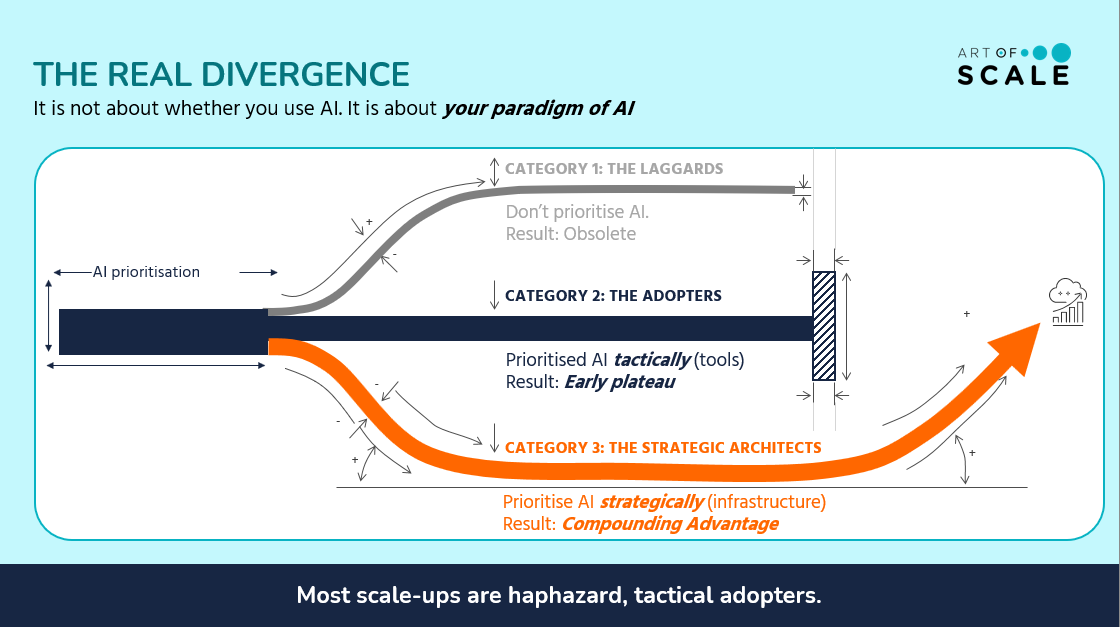 THE REAL DIVERGENCE
It is not about whether you use AI. It is about your paradigm of AI
ART OF
SCALE
CATEGORY 1: THE LAGGARDS
Don’t prioritise AI.
Result: Obsolete
+
-
AI prioritisation
CATEGORY 2: THE ADOPTERS
Prioritised AI tactically (tools)
Result: Early plateau
+
-
-
+
CATEGORY 3: THE STRATEGIC ARCHITECTS
+
Prioritise AI strategically (infrastructure)
Result: Compounding Advantage
Most scale-ups are haphazard, tactical adopters.